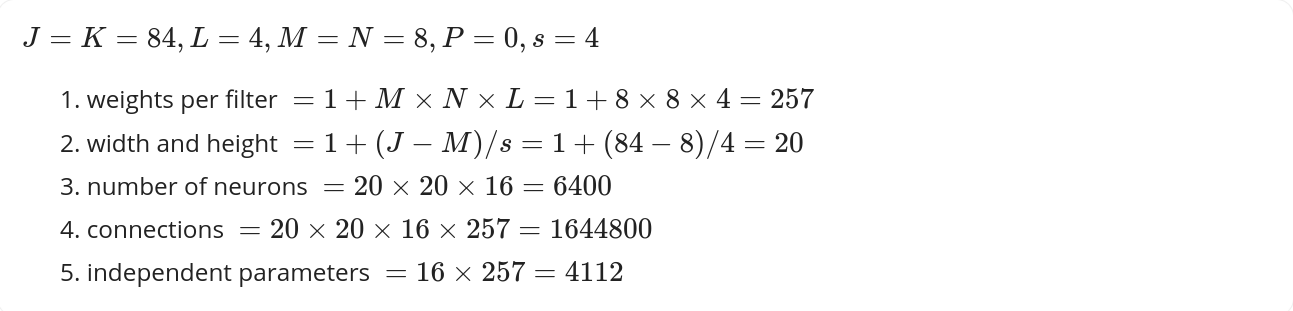 J = K = 84, L = 4, M = N = 8, P = 0, s = 4
1. weights per filter = 1 + M × N × L = 1 + 8 × 8 × 4 = 257
2. width and height = 1 + (J − M)/s = 1 + (84 − 8)/4 = 20
3. number of neurons = 20 × 20 × 16 = 6400
4. connections = 20 × 20 × 16 × 257 = 1644800
5. independent parameters = 16 × 257 = 4112